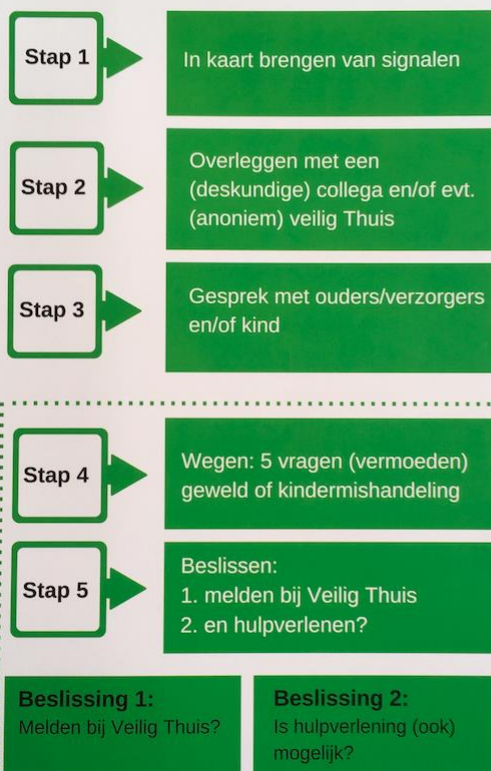 Stap 1
In kaart brengen van signalen
Stap 2
Overleggen met een
(deskundige) collega en/of evt.
(anoniem) veilig Thuis
Stap 3
Gesprek met ouders/verzorgers
en/of kind
Stap 4
Wegen: 5 vragen (vermoeden)
geweld of kindermishandeling
Stap 5
Beslissen:
1. melden bij Veilig Thuis
2. en hulpverlenen?
Beslissing 1:
Melden bij Veilig Thuis?
Beslissing 2:
Is hulpverlening (ook)
mogelijk?